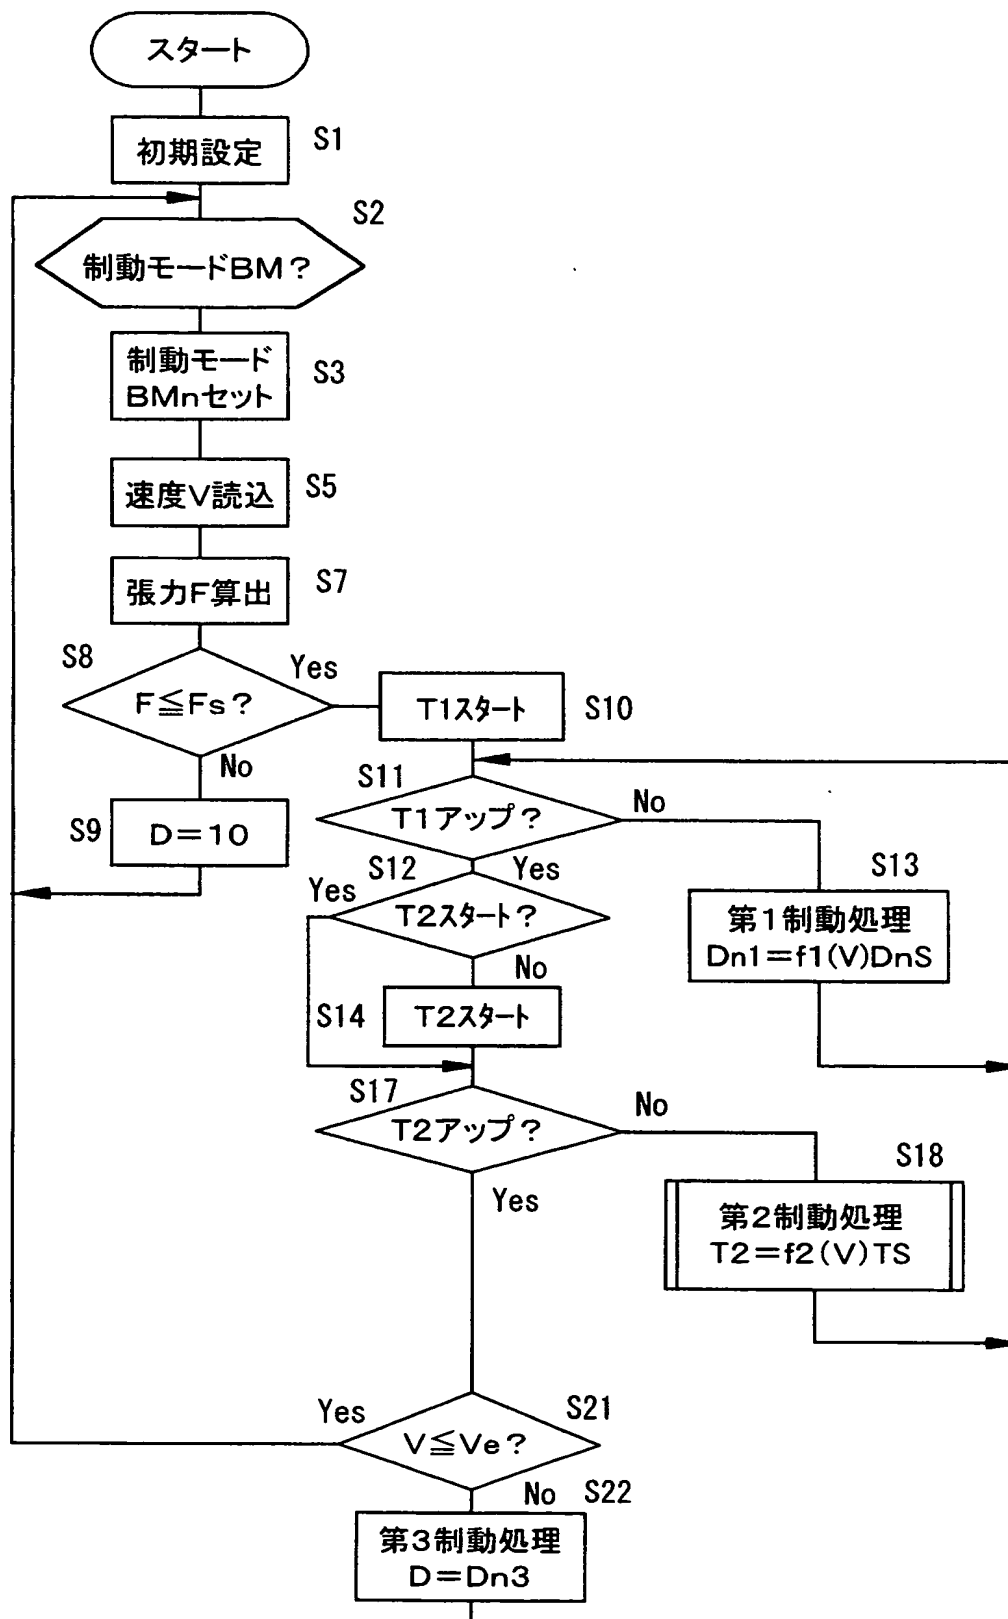 スタート
初期設定
S1
S2
制動モードBM?
制動モード
BMnセット
S3
速度V読込
S5
張力F算出
S7
S8
F≦Fs?
Yes
No
T1スタート
S10
S9
D=10
S11
T1アップ?
No
Yes
S12
Yes
T2スタート?
No
S13
第1制動処理
Dn1=f1(V)DnS
S14
T2スタート
S17
T2アップ?
No
Yes
S18
第2制動処理
T2=f2(V)TS
Yes
S21
V≦Ve?
No
S22
第3制動処理
D=Dn3